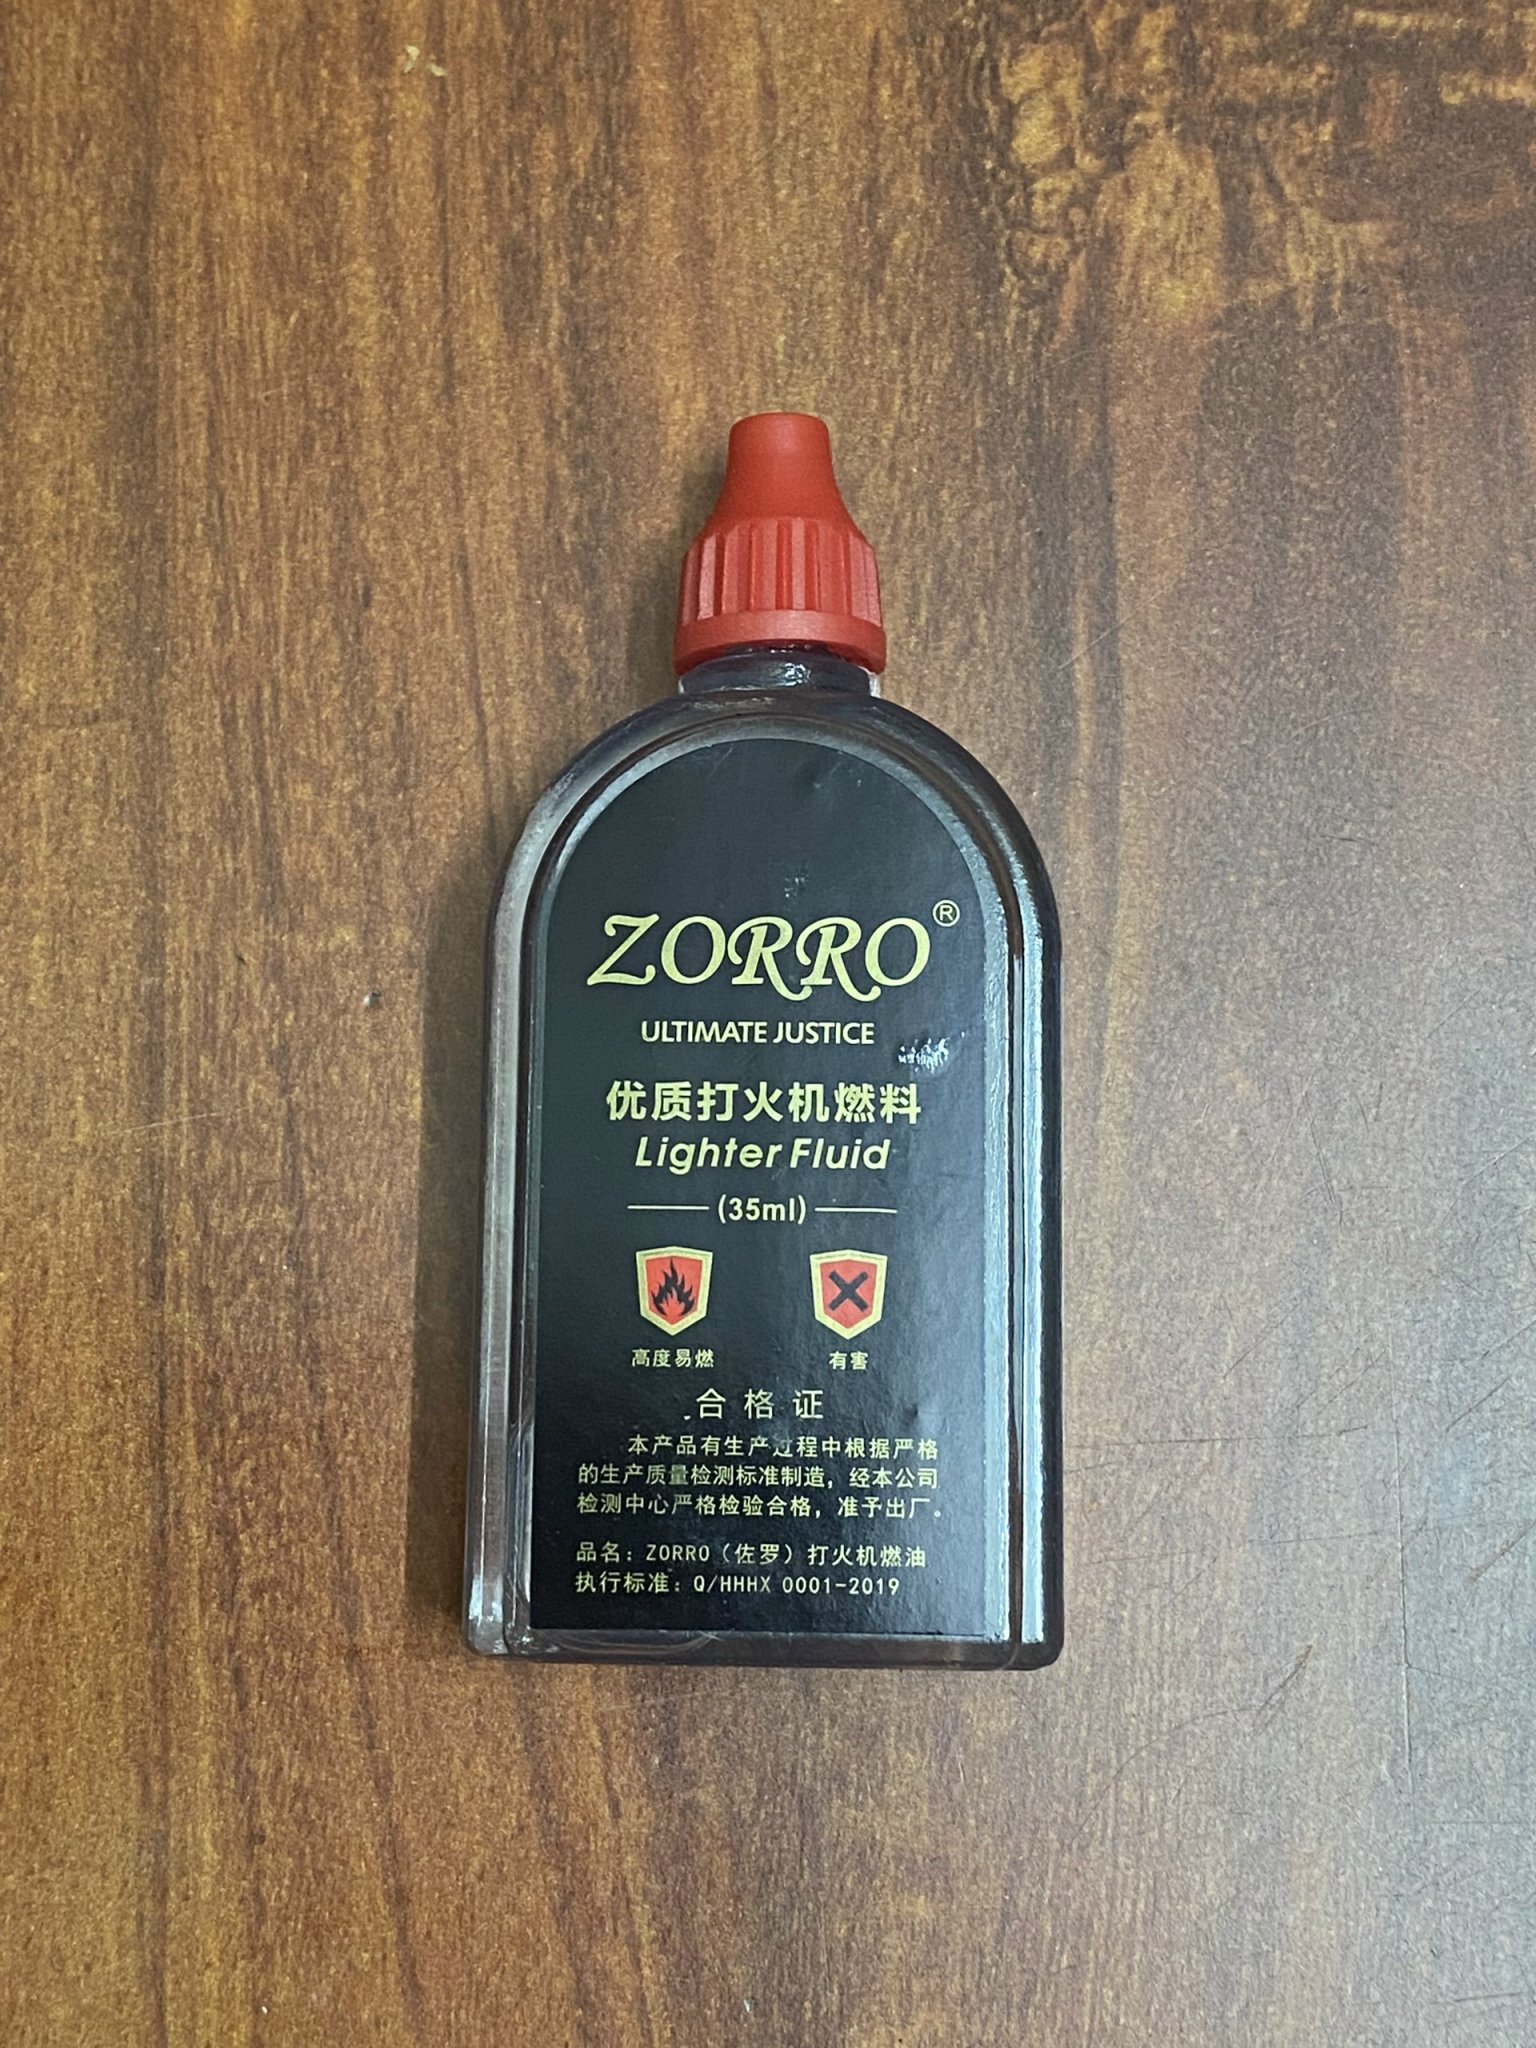 ZORRO®
ULTIMATE JUSTICE
优质打火机燃料
Lighter Fluid
(35ml)
高度易燃 有害
合格证
本产品有生产过程中根据严格
的生产质量检测标准制造，经本公司
检测中心严格检验合格，准予出厂。
品名：ZORRO（佐罗）打火机燃油
执行标准：Q/HHHX 0001-2019